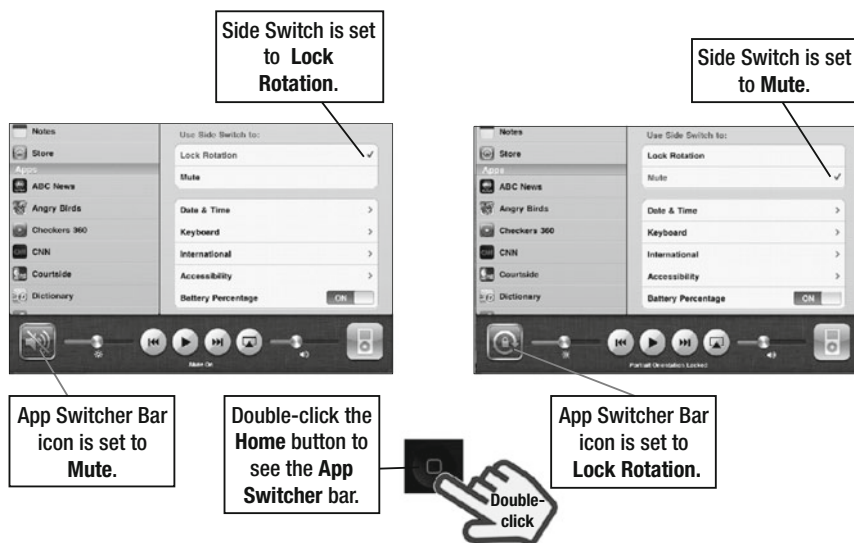 Side Switch is set
to Lock
Rotation.
Side Switch is set
to Mute.
Notes
Store
Apps
ABC News
Angry Birds
Checkers 360
CNN
Courtside
Dictionary
Use Side Switch to:
Lock Rotation
Mute
Date & Time
Keyboard
International
Accessibility
Battery Percentage
ON
Mute On
Notes
Store
Apps
ABC News
Angry Birds
Checkers 360
CNN
Courtside
Dictionary
Use Side Switch to:
Lock Rotation
Mute
Date & Time
Keyboard
International
Accessibility
Battery Percentage
ON
Portrait Orientation Locked
App Switcher Bar
icon is set to
Mute.
Double-click the
Home button to
see the App
Switcher bar.
Double-
click
App Switcher Bar
icon is set to
Lock Rotation.